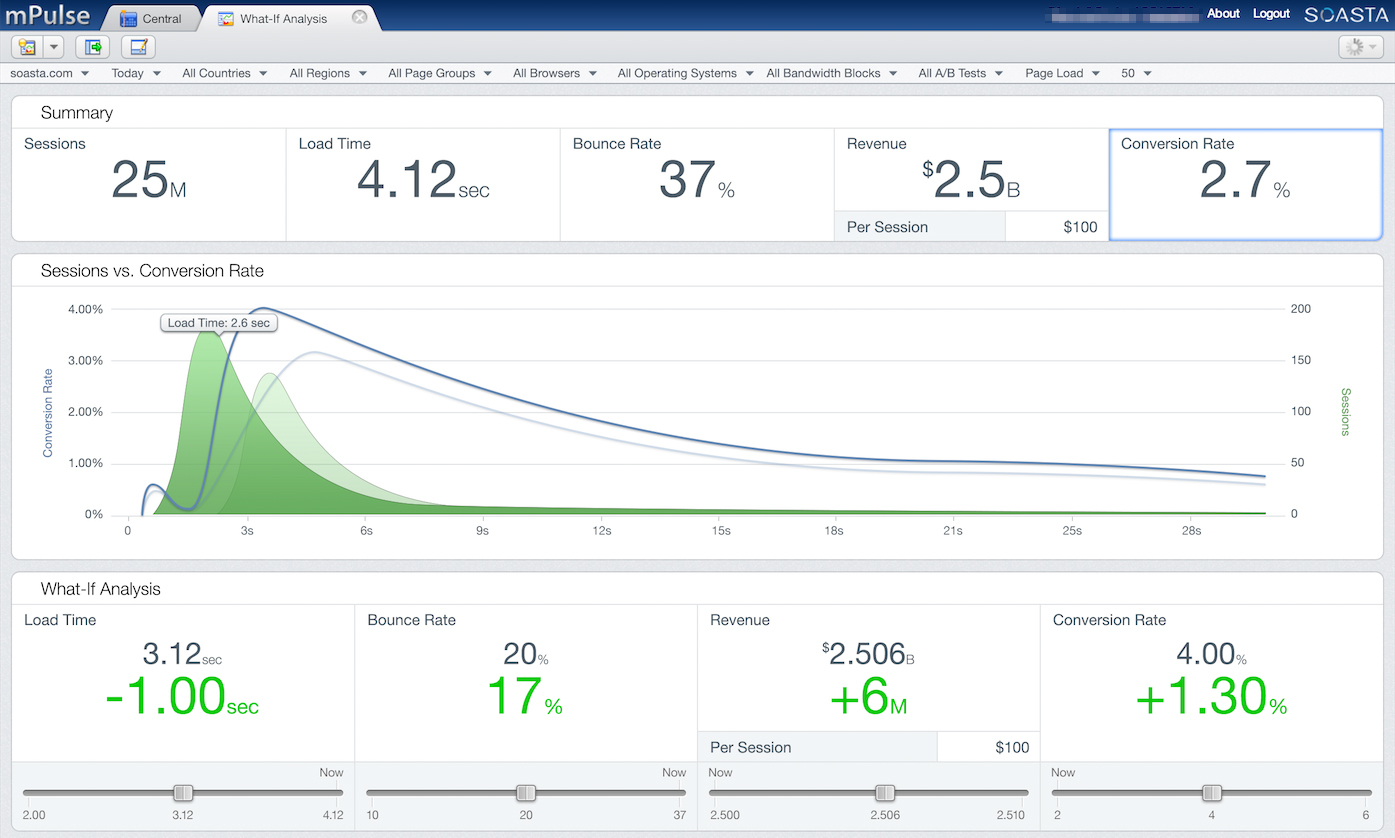 mPulse Central What-If Analysis About Logout SOASTA
soasta.com Today All Countries All Regions All Page Groups All Browsers All Operating Systems All Bandwidth Blocks All A/B Tests Page Load 50
Summary
Sessions Load Time Bounce Rate Revenue Conversion Rate
25M 4.12sec 37% $2.5B 2.7%
Per Session $100
Sessions vs. Conversion Rate
4.00% 200
Load Time: 2.6 sec
3.00% 150
Conversion Rate
Sessions
2.00% 100
1.00% 50
0% 0
0 3s 6s 9s 12s 15s 18s 21s 25s 28s
What-If Analysis
Load Time Bounce Rate Revenue Conversion Rate
3.12sec 20% $2.506B 4.00%
-1.00sec 17% +6M +1.30%
Per Session $100
Now Now Now Now
2.00 3.12 4.12 10 20 37 2.500 2.506 2.510 2 4 6